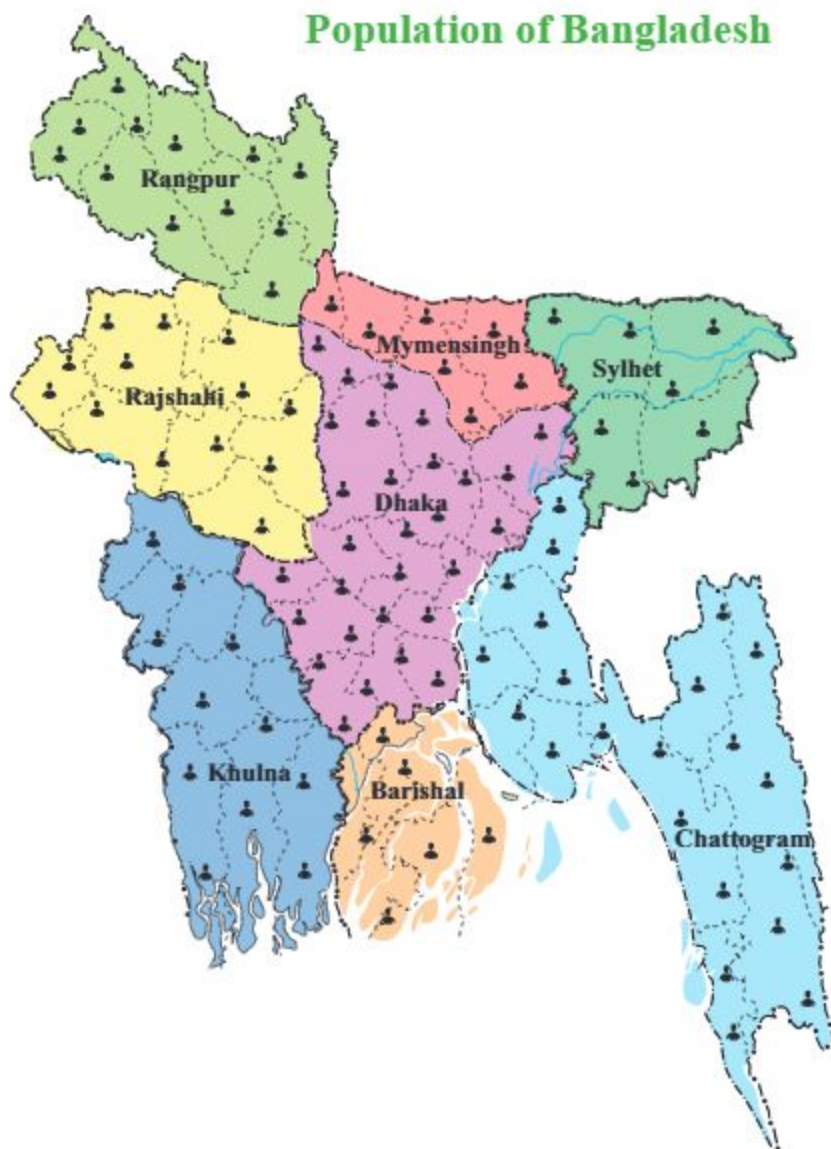 Population of Bangladesh
Rangpur
Mymensingh
Sylhet
Rajshahi
Dhaka
Khulna
Barishal
Chattogram